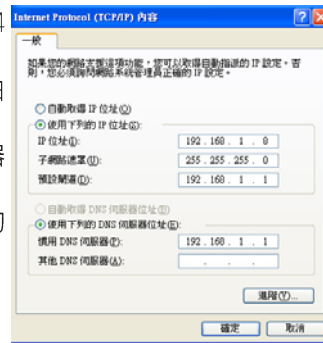 Internet Protocol (TCP/IP) 內容
一般
如果您的網路支援這項功能，您可以取得自動指派的 IP 設定。否
則，您必須詢問網路系統管理員正確的 IP 設定。
自動取得 IP 位址(O)
使用下列的 IP 位址(S):
IP 位址(I): 192 . 168 . 1 . 0
子網路遮罩(U): 255 . 255 . 255 . 0
預設閘道(D): 192 . 168 . 1 . 1
自動取得 DNS 伺服器位址(B)
使用下列的 DNS 伺服器位址(E):
慣用 DNS 伺服器(P): 192 . 168 . 1 . 1
其他 DNS 伺服器(A): . . .
進階(V)...
確定 取消